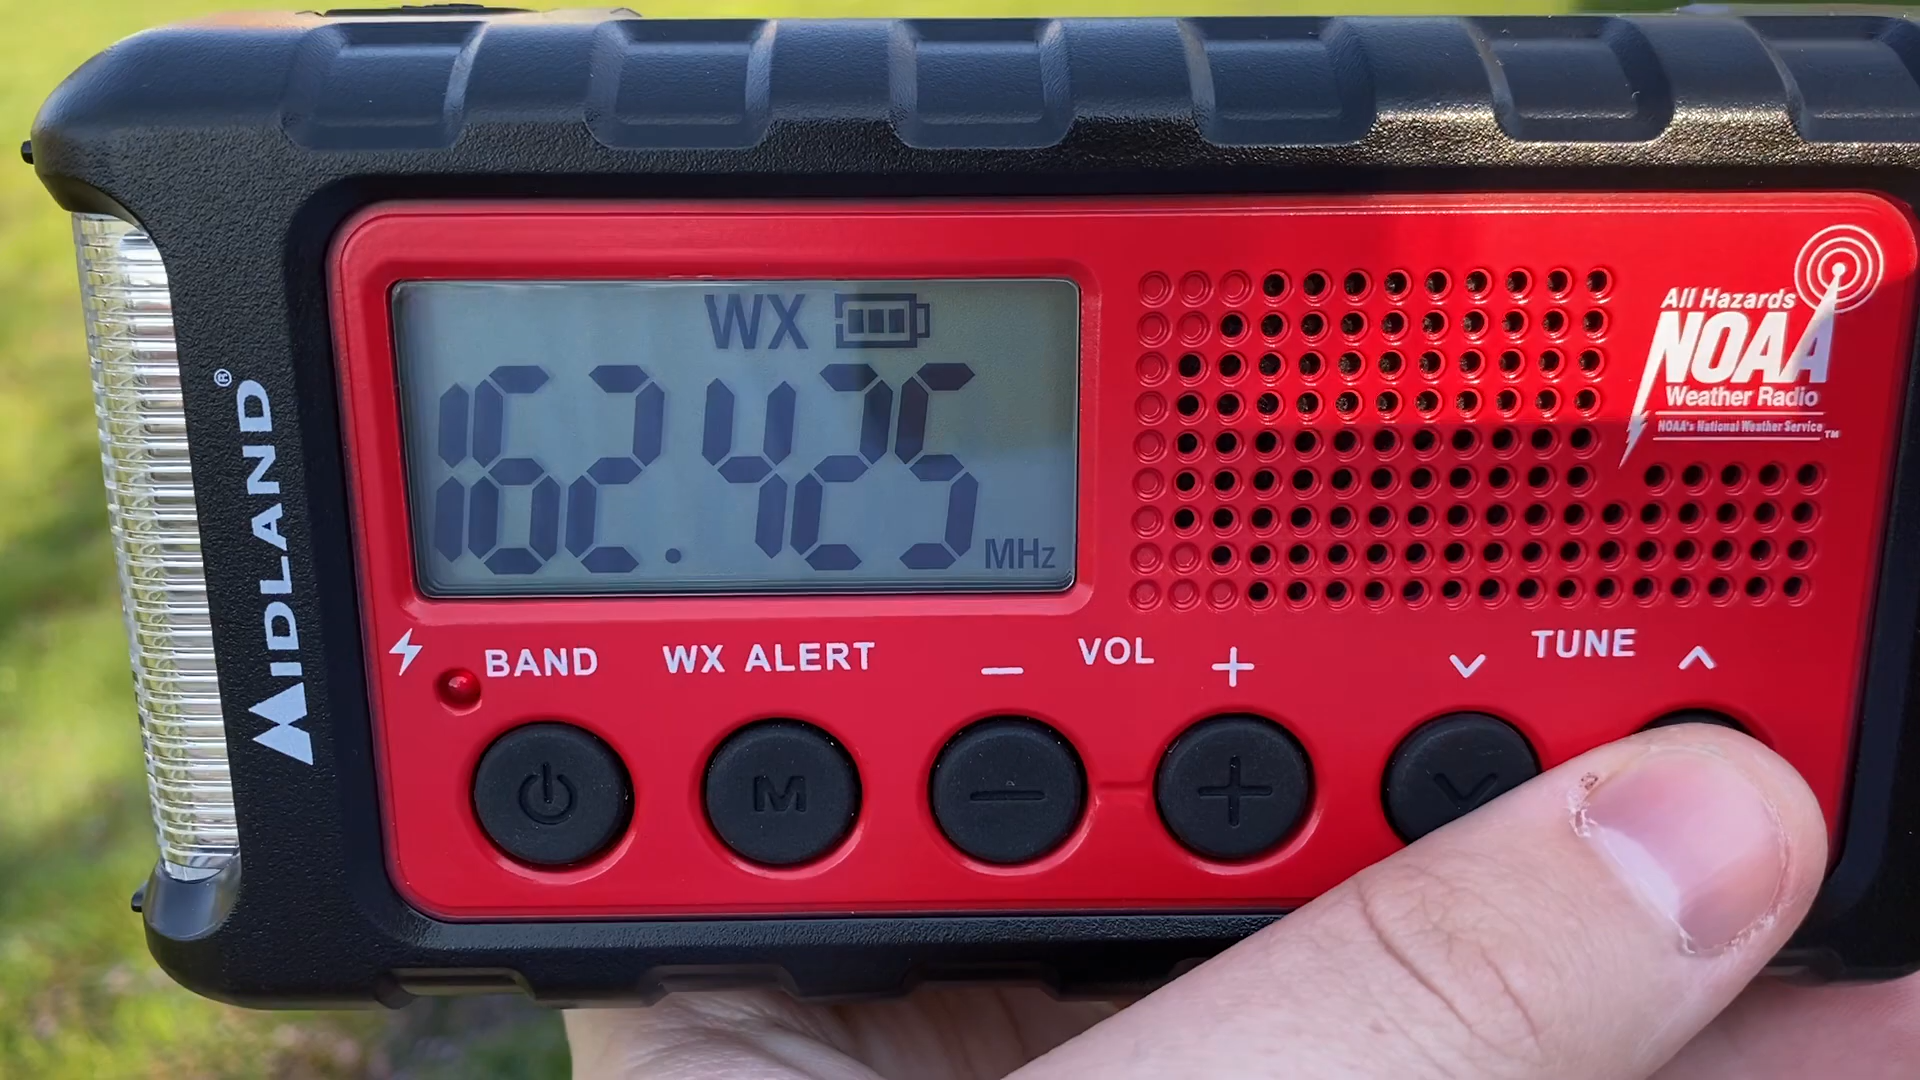 WX
162.425 MHz
MIDLAND®
All Hazards
NOAA
Weather Radio
NOAA's National Weather Service ™
BAND
WX ALERT
− VOL +
TUNE
M